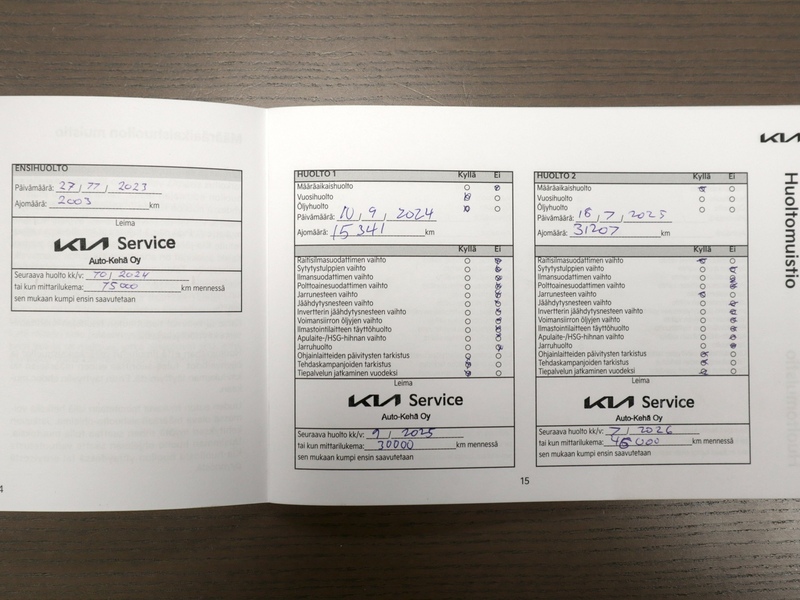 ENSIHUOLTO
Päivämäärä: 27 / 11 / 2023
Ajomäärä: 2003 km
Leima
KIA Service
Auto-Kehä Oy
Seuraava huolto kk/v: 10 / 2024
tai kun mittarilukema: 15000 km mennessä
sen mukaan kumpi ensin saavutetaan
HUOLTO 1 Kyllä Ei
Määräaikaishuolto
Vuosihuolto
Öljyhuolto
Päivämäärä: 10 / 9 / 2024
Ajomäärä: 15341 km
Kyllä Ei
Raitisilmasuodattimen vaihto
Sytytystulppien vaihto
Ilmansuodattimen vaihto
Polttoainesuodattimen vaihto
Jarrunesteen vaihto
Jäähdytysnesteen vaihto
Invertterin jäähdytysnesteen vaihto
Voimansiirron öljyjen vaihto
Ilmastointilaitteen täyttöhuolto
Apulaite-/HSG-hihnan vaihto
Jarruhuolto
Ohjainlaitteiden päivitysten tarkistus
Tehdaskampanjoiden tarkistus
Tiepalvelun jatkaminen vuodeksi
Leima
KIA Service
Auto-Kehä Oy
Seuraava huolto kk/v: 9 / 2025
tai kun mittarilukema: 30000 km mennessä
sen mukaan kumpi ensin saavutetaan
15
HUOLTO 2 Kyllä Ei
Määräaikaishuolto
Vuosihuolto
Öljyhuolto
Päivämäärä: 18 / 7 / 2025
Ajomäärä: 31207 km
Kyllä Ei
Raitisilmasuodattimen vaihto
Sytytystulppien vaihto
Ilmansuodattimen vaihto
Polttoainesuodattimen vaihto
Jarrunesteen vaihto
Jäähdytysnesteen vaihto
Invertterin jäähdytysnesteen vaihto
Voimansiirron öljyjen vaihto
Ilmastointilaitteen täyttöhuolto
Apulaite-/HSG-hihnan vaihto
Jarruhuolto
Ohjainlaitteiden päivitysten tarkistus
Tehdaskampanjoiden tarkistus
Tiepalvelun jatkaminen vuodeksi
Leima
KIA Service
Auto-Kehä Oy
Seuraava huolto kk/v: 7 / 2026
tai kun mittarilukema: 46000 km mennessä
sen mukaan kumpi ensin saavutetaan
KIA
Huoltomuistio